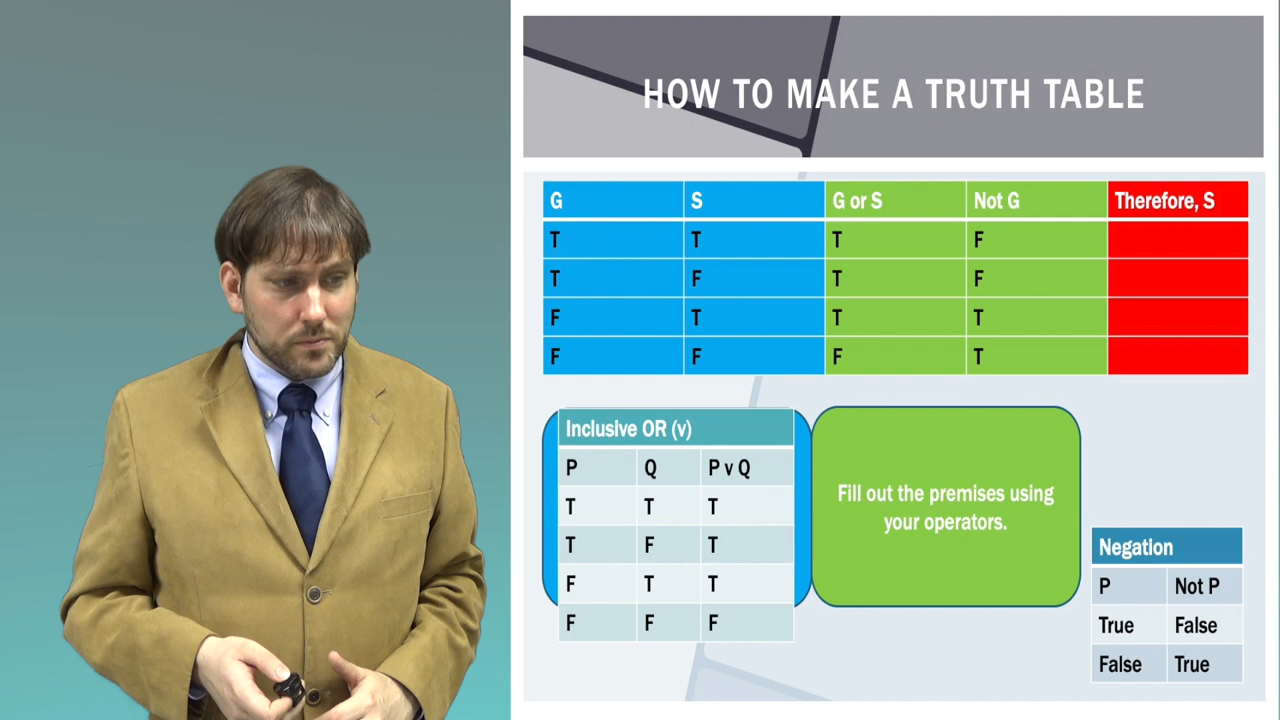 HOW TO MAKE A TRUTH TABLE
G S G or S Not G Therefore, S
T T T F
T F T F
F T T T
F F F T
Inclusive OR (v)
P Q P v Q
T T T
T F T
F T T
F F F
Fill out the premises using
your operators.
Negation
P Not P
True False
False True